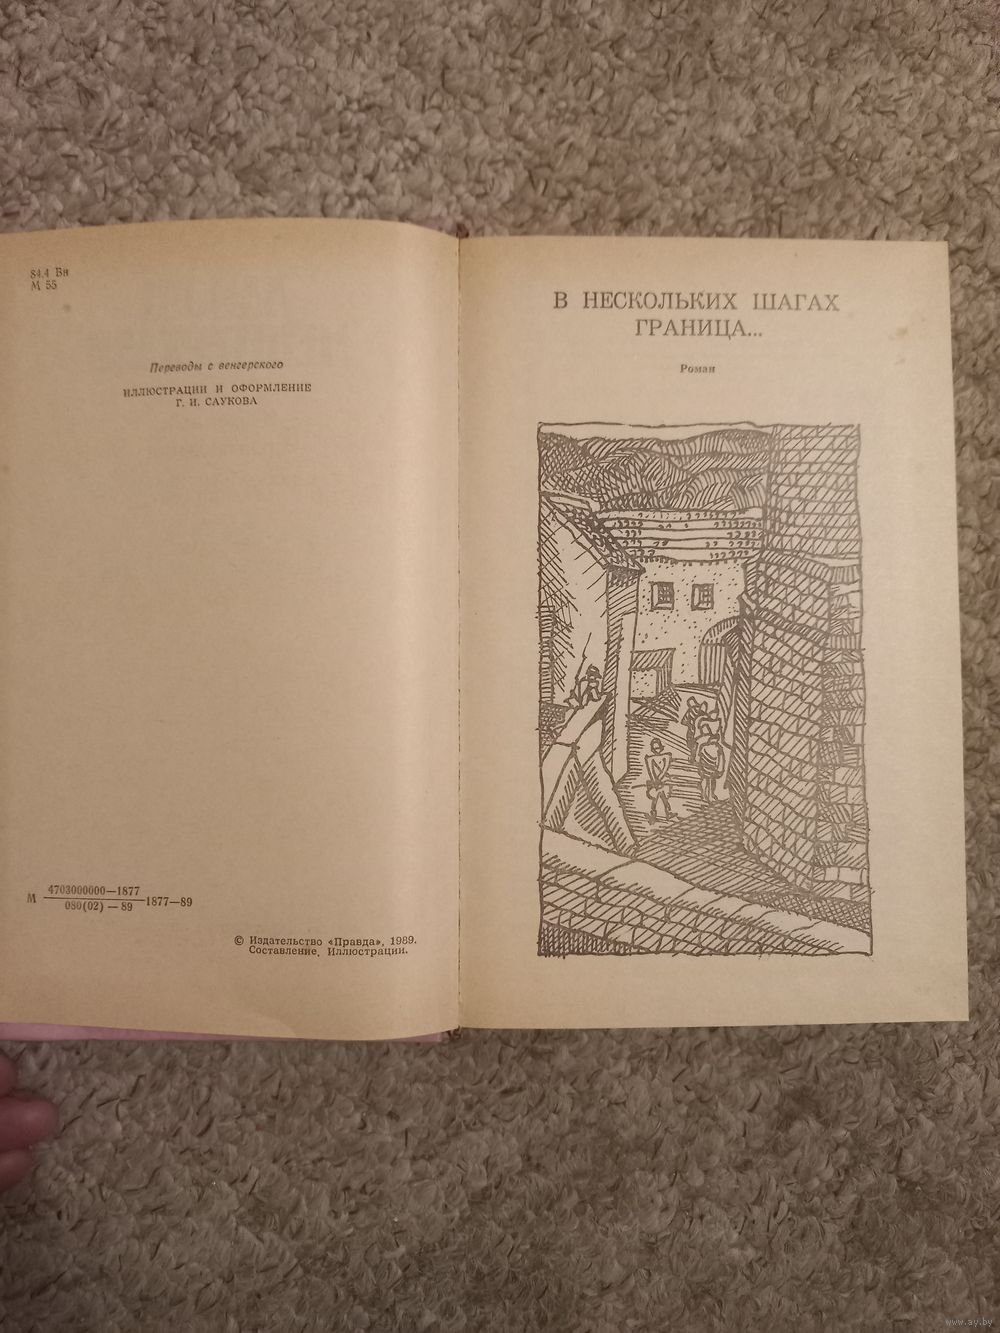 84.4 Вн
М 55
Переводы с венгерского
ИЛЛЮСТРАЦИИ И ОФОРМЛЕНИЕ
Г. И. САУКОВА
М 4703000000—1877
080(02)—89 1877—89
© Издательство «Правда», 1989.
Составление. Иллюстрации.
В НЕСКОЛЬКИХ ШАГАХ
ГРАНИЦА...
Роман
www.ay.by